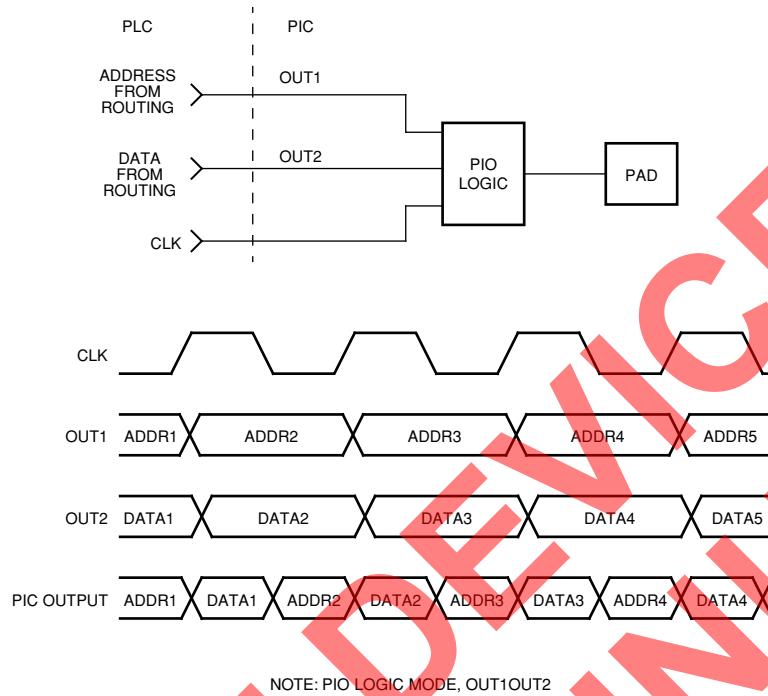 PLC
PIC
ADDRESS
FROM
ROUTING
OUT1
DATA
FROM
ROUTING
OUT2
CLK
PIO
LOGIC
PAD
CLK
OUT1 ADDR1 ADDR2 ADDR3 ADDR4 ADDR5
OUT2 DATA1 DATA2 DATA3 DATA4 DATA5
PIC OUTPUT ADDR1 DATA1 ADDR2 DATA2 ADDR3 DATA3 ADDR4 DATA4
NOTE: PIO LOGIC MODE, OUT1OUT2
DEVICE